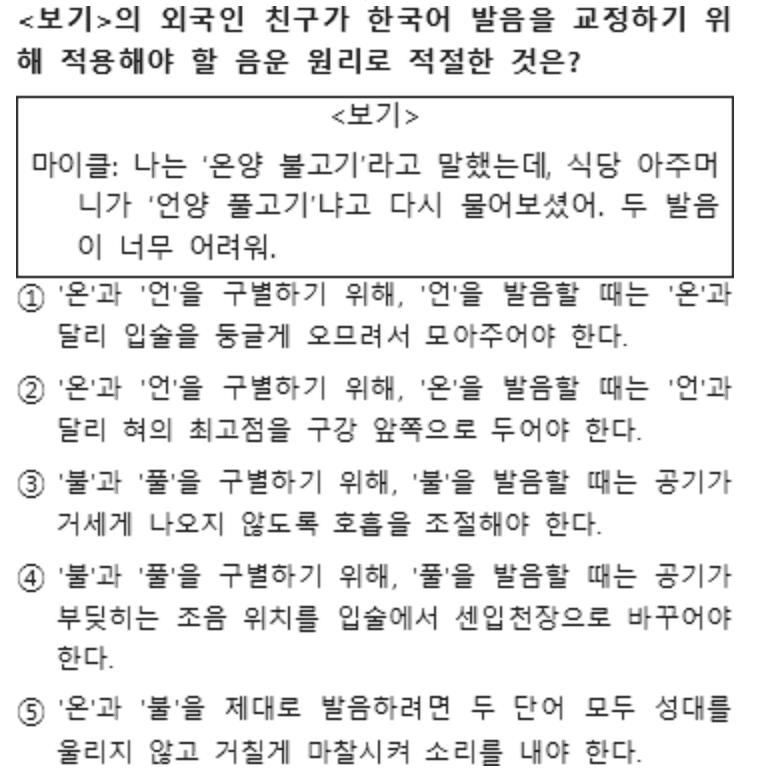 <보기>의 외국인 친구가 한국어 발음을 교정하기 위
해 적용해야 할 음운 원리로 적절한 것은?
<보기>
마이클: 나는 '온양 불고기'라고 말했는데, 식당 아주머
니가 '언양 풀고기'냐고 다시 물어보셨어. 두 발음
이 너무 어려워.
① '온'과 '언'을 구별하기 위해, '언'을 발음할 때는 '온'과
달리 입술을 둥글게 오므려서 모아주어야 한다.
② '온'과 '언'을 구별하기 위해, '온'을 발음할 때는 '언'과
달리 혀의 최고점을 구강 앞쪽으로 두어야 한다.
③ '불'과 '풀'을 구별하기 위해, '불'을 발음할 때는 공기가
거세게 나오지 않도록 호흡을 조절해야 한다.
④ '불'과 '풀'을 구별하기 위해, '풀'을 발음할 때는 공기가
부딪히는 조음 위치를 입술에서 센입천장으로 바꾸어야
한다.
⑤ '온'과 '불'을 제대로 발음하려면 두 단어 모두 성대를
울리지 않고 거칠게 마찰시켜 소리를 내야 한다.